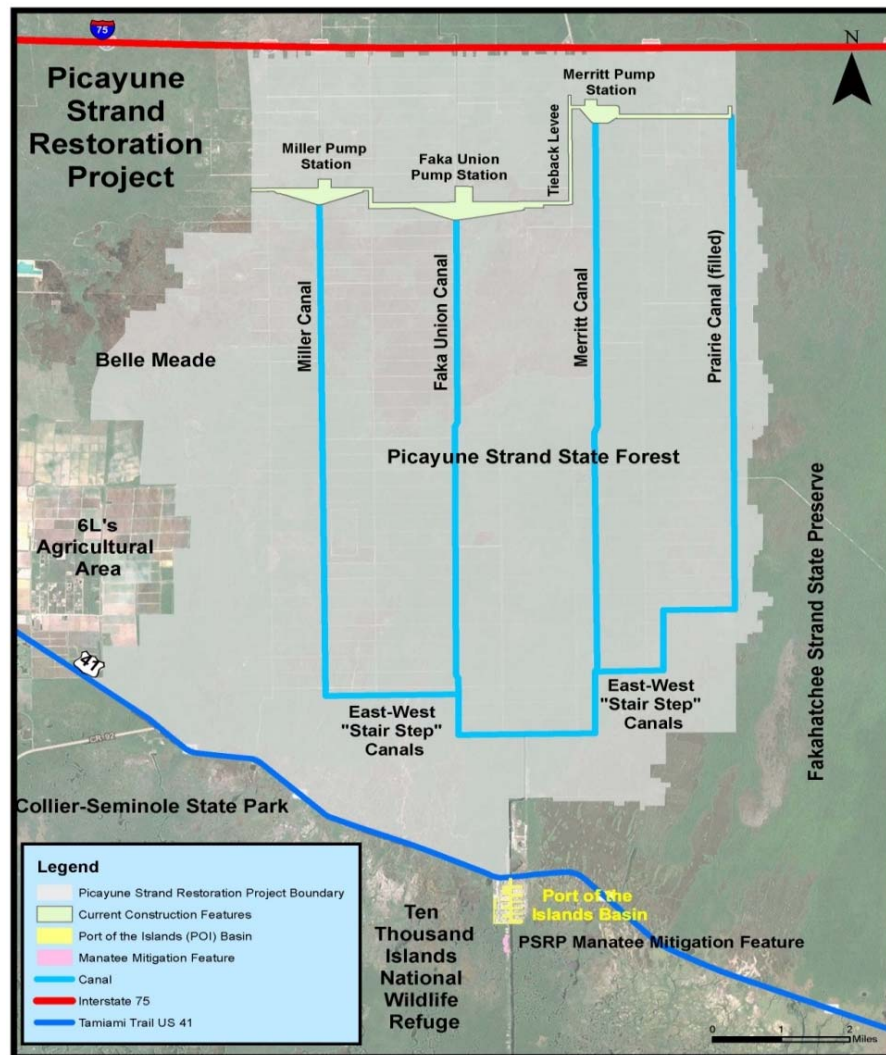 75
N
Picayune
Strand
Restoration
Project
Merritt Pump
Station
Miller Pump
Station
Faka Union
Pump Station
Tieback Levee
Miller Canal
Faka Union Canal
Merritt Canal
Prairie Canal (filled)
Belle Meade
Picayune Strand State Forest
6L's
Agricultural
Area
Fakahatchee Strand State Preserve
41
East-West
"Stair Step"
Canals
East-West
"Stair Step"
Canals
Collier-Seminole State Park
Port of the
Islands Basin
Ten
Thousand
Islands
National
Wildlife
Refuge
PSRP Manatee Mitigation Feature
Legend
Picayune Strand Restoration Project Boundary
Current Construction Features
Port of the Islands (POI) Basin
Manatee Mitigation Feature
Canal
Interstate 75
Tamiami Trail US 41
0 1 2
Miles